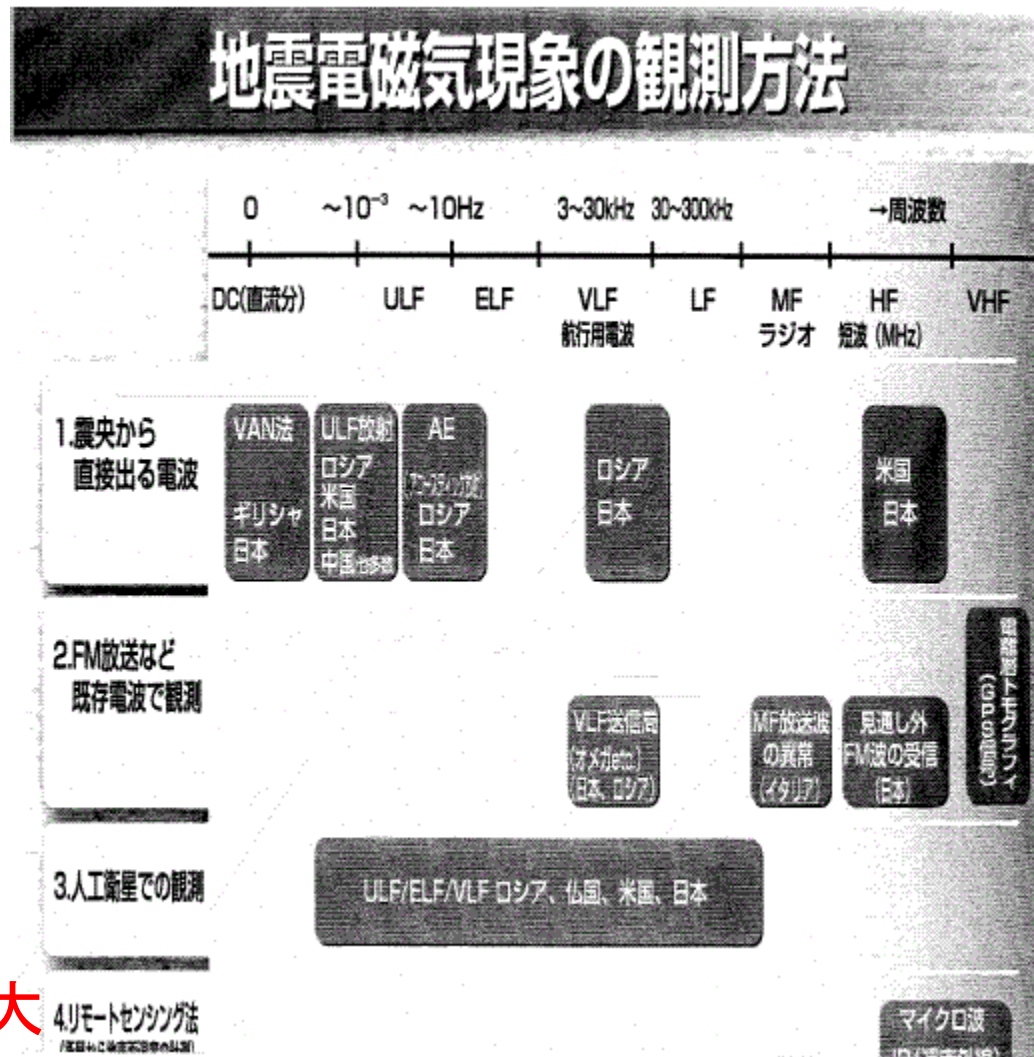 地震電磁気現象の観測方法
0 ~10⁻³ ~10Hz 3~30kHz 30~300kHz →周波数
DC(直流分) ULF ELF VLF LF MF HF VHF
航行用電波 ラジオ 短波 (MHz)
1.震央から
直接出る電波
VAN法
ギリシャ
日本
ULF放射
ロシア
米国
日本
中国
AE
ロシア
日本
ロシア
日本
米国
日本
2.FM放送など
既存電波で観測
VLF送信局
(オメガetc.)
(日本、ロシア)
MF放送波
の異常
(イタリア)
見通し外
FM波の受信
(日本)
トモグラフィ
3.人工衛星での観測
ULF/ELF/VLF ロシア、仏国、米国、日本
大
4.リモートセンシング法
マイクロ波